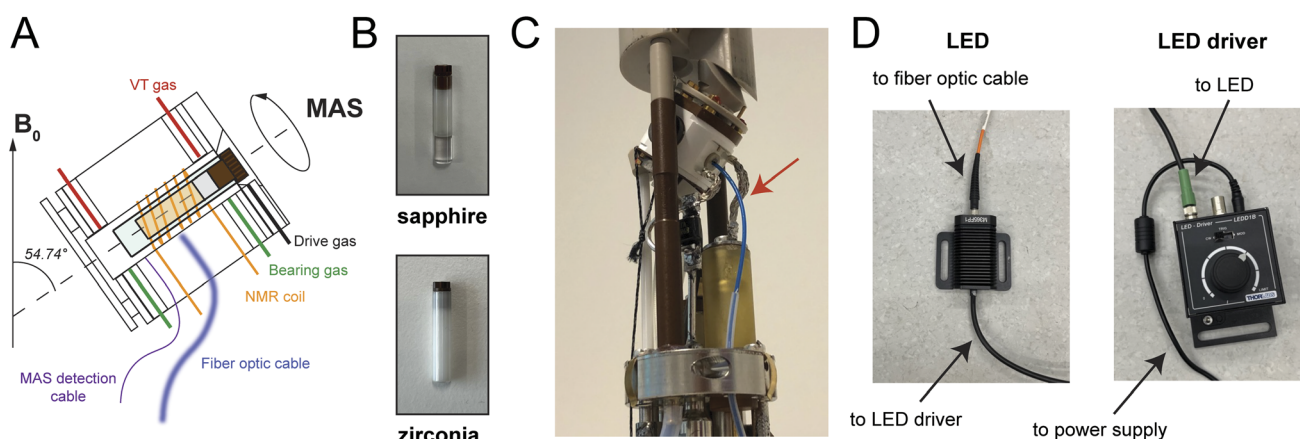 A
B
C
D
VT gas
MAS
B0
54.74°
Drive gas
Bearing gas
NMR coil
Fiber optic cable
MAS detection
cable
sapphire
zirconia
LED
to fiber optic cable
M365FP1
to LED driver
LED driver
to LED
LED - Driver LEDD1B
to power supply